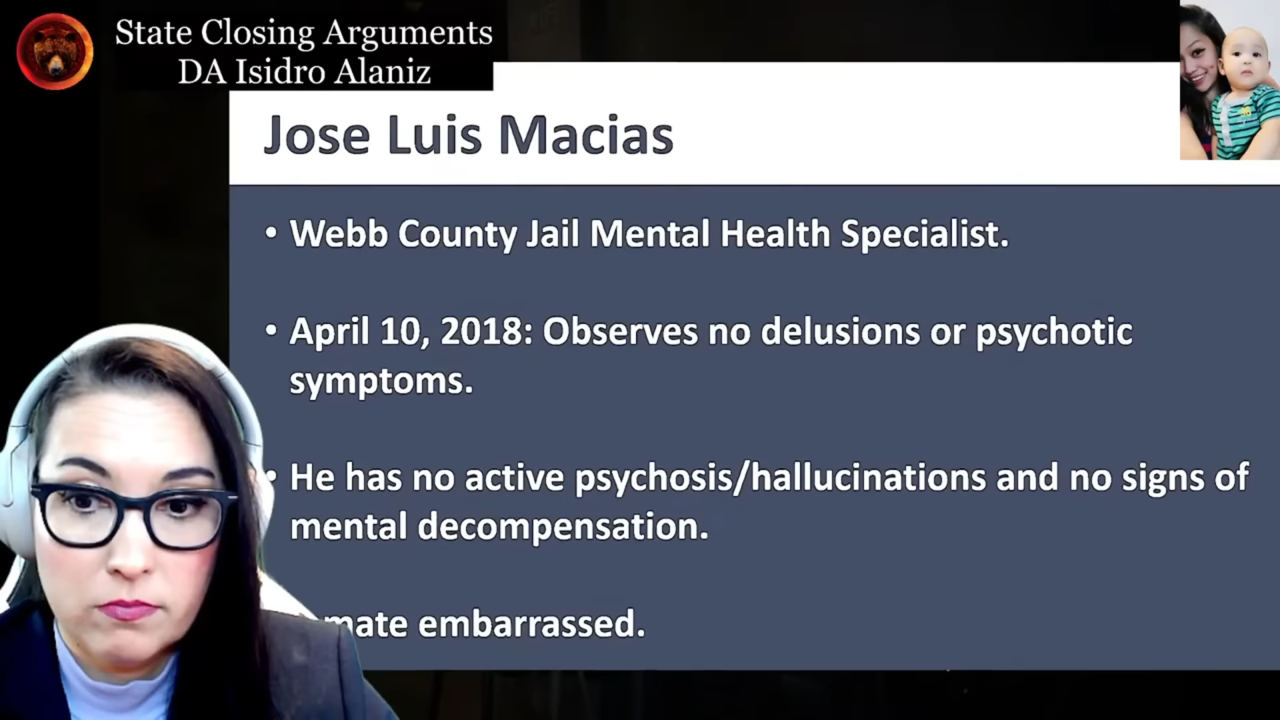 State Closing Arguments
DA Isidro Alaniz
Jose Luis Macias
• Webb County Jail Mental Health Specialist.
• April 10, 2018: Observes no delusions or psychotic
symptoms.
• He has no active psychosis/hallucinations and no signs of
mental decompensation.
mate embarrassed.